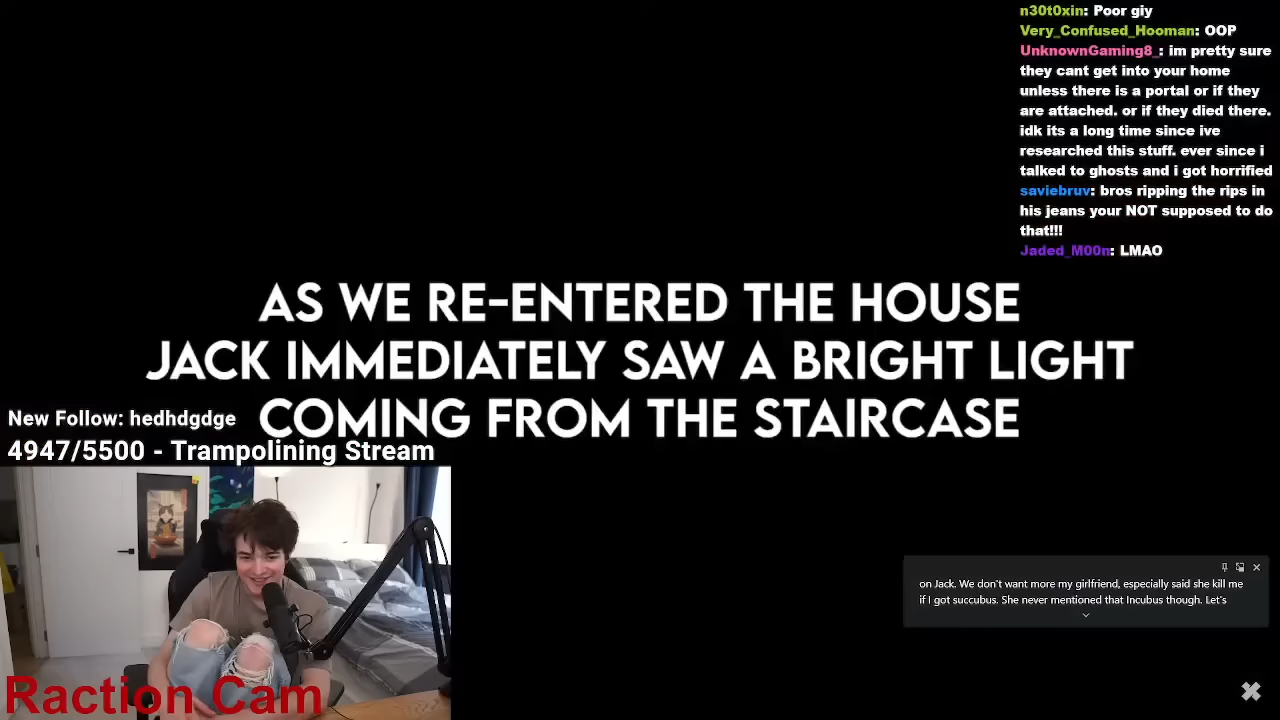 n30t0xin: Poor giy
Very_Confused_Hooman: OOP
UnknownGaming8_: im pretty sure
they cant get into your home
unless there is a portal or if they
are attached. or if they died there.
idk its a long time since ive
researched this stuff. ever since i
talked to ghosts and i got horrified
saviebruv: bros ripping the rips in
his jeans your NOT supposed to do
that!!!
Jaded_M00n: LMAO
AS WE RE-ENTERED THE HOUSE
JACK IMMEDIATELY SAW A BRIGHT LIGHT
COMING FROM THE STAIRCASE
New Follow: hedhdgdge
4947/5500 - Trampolining Stream
on Jack. We don't want more my girlfriend, especially said she kill me
if I got succubus. She never mentioned that Incubus though. Let's
Raction Cam